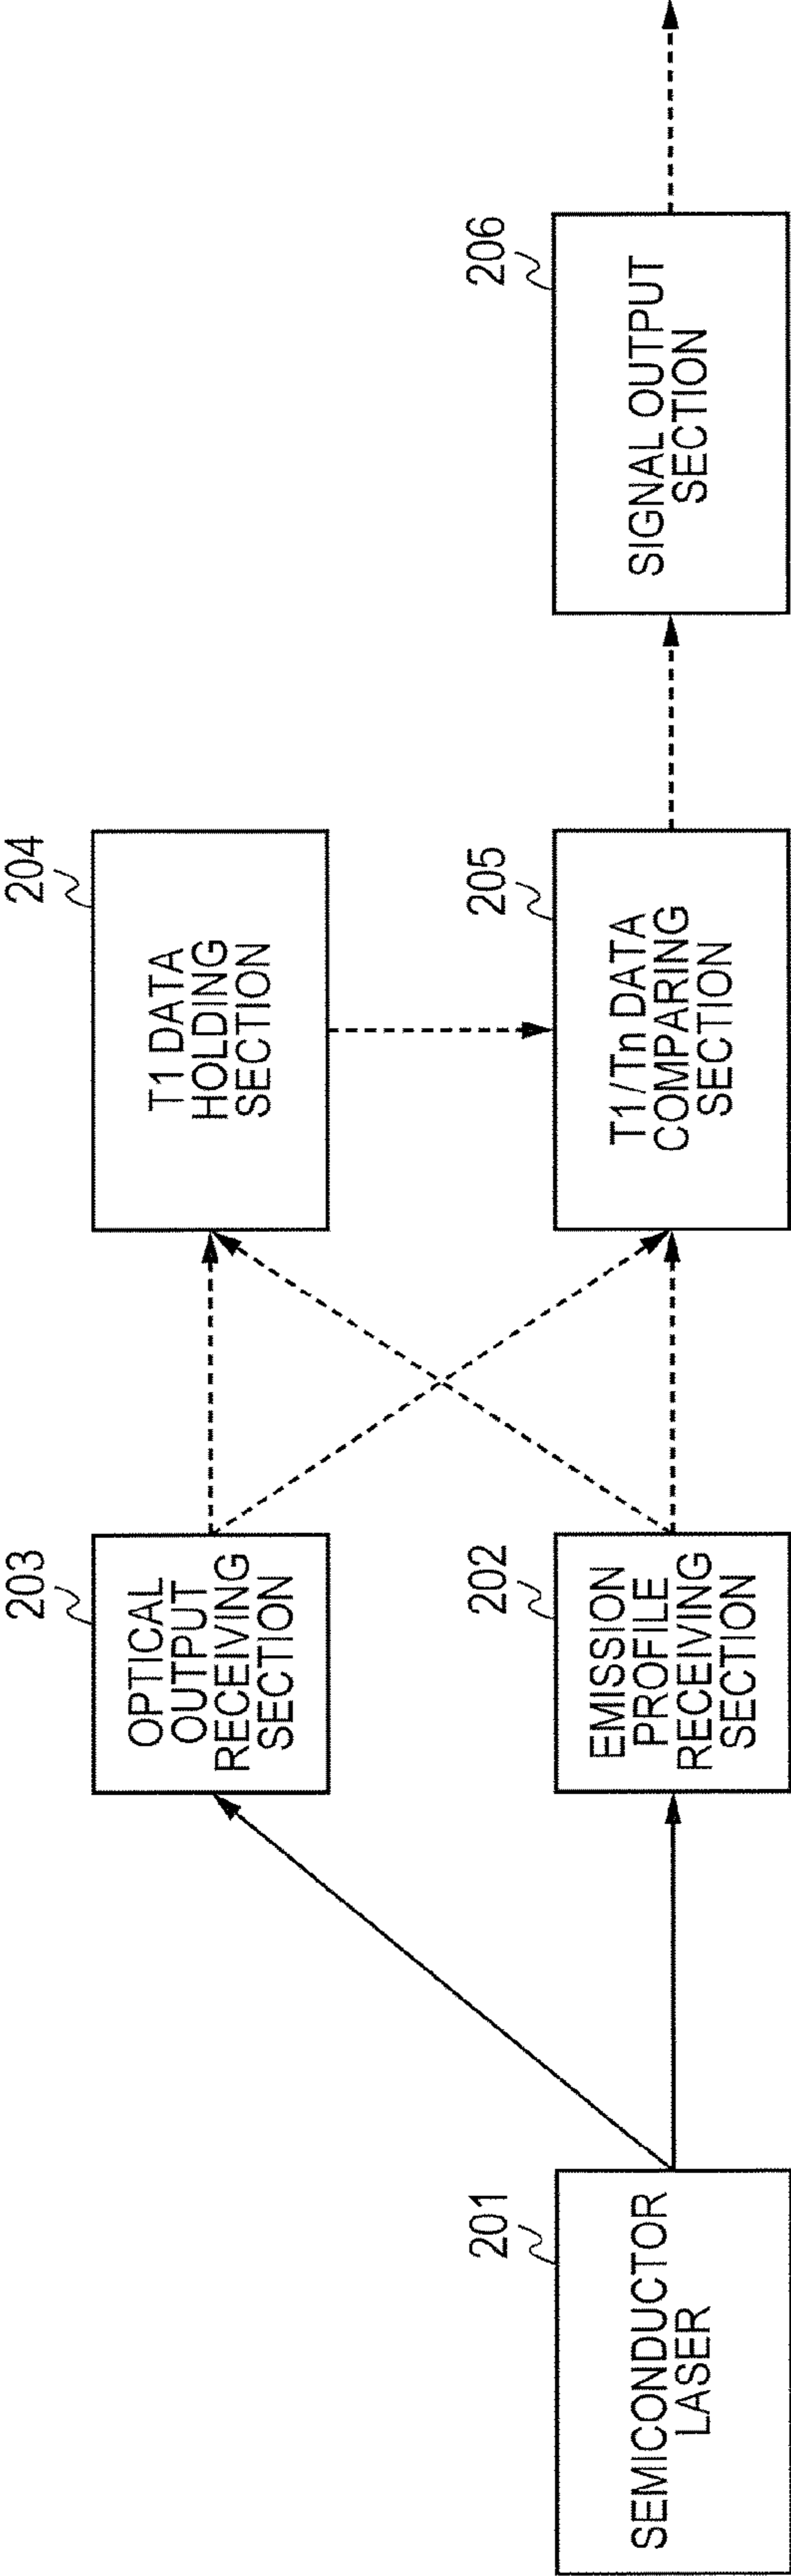 203
OPTICAL
OUTPUT
RECEIVING
SECTION
204
T1 DATA
HOLDING
SECTION
201
SEMICONDUCTOR
LASER
202
EMISSION
PROFILE
RECEIVING
SECTION
205
T1/Tn DATA
COMPARING
SECTION
206
SIGNAL OUTPUT
SECTION